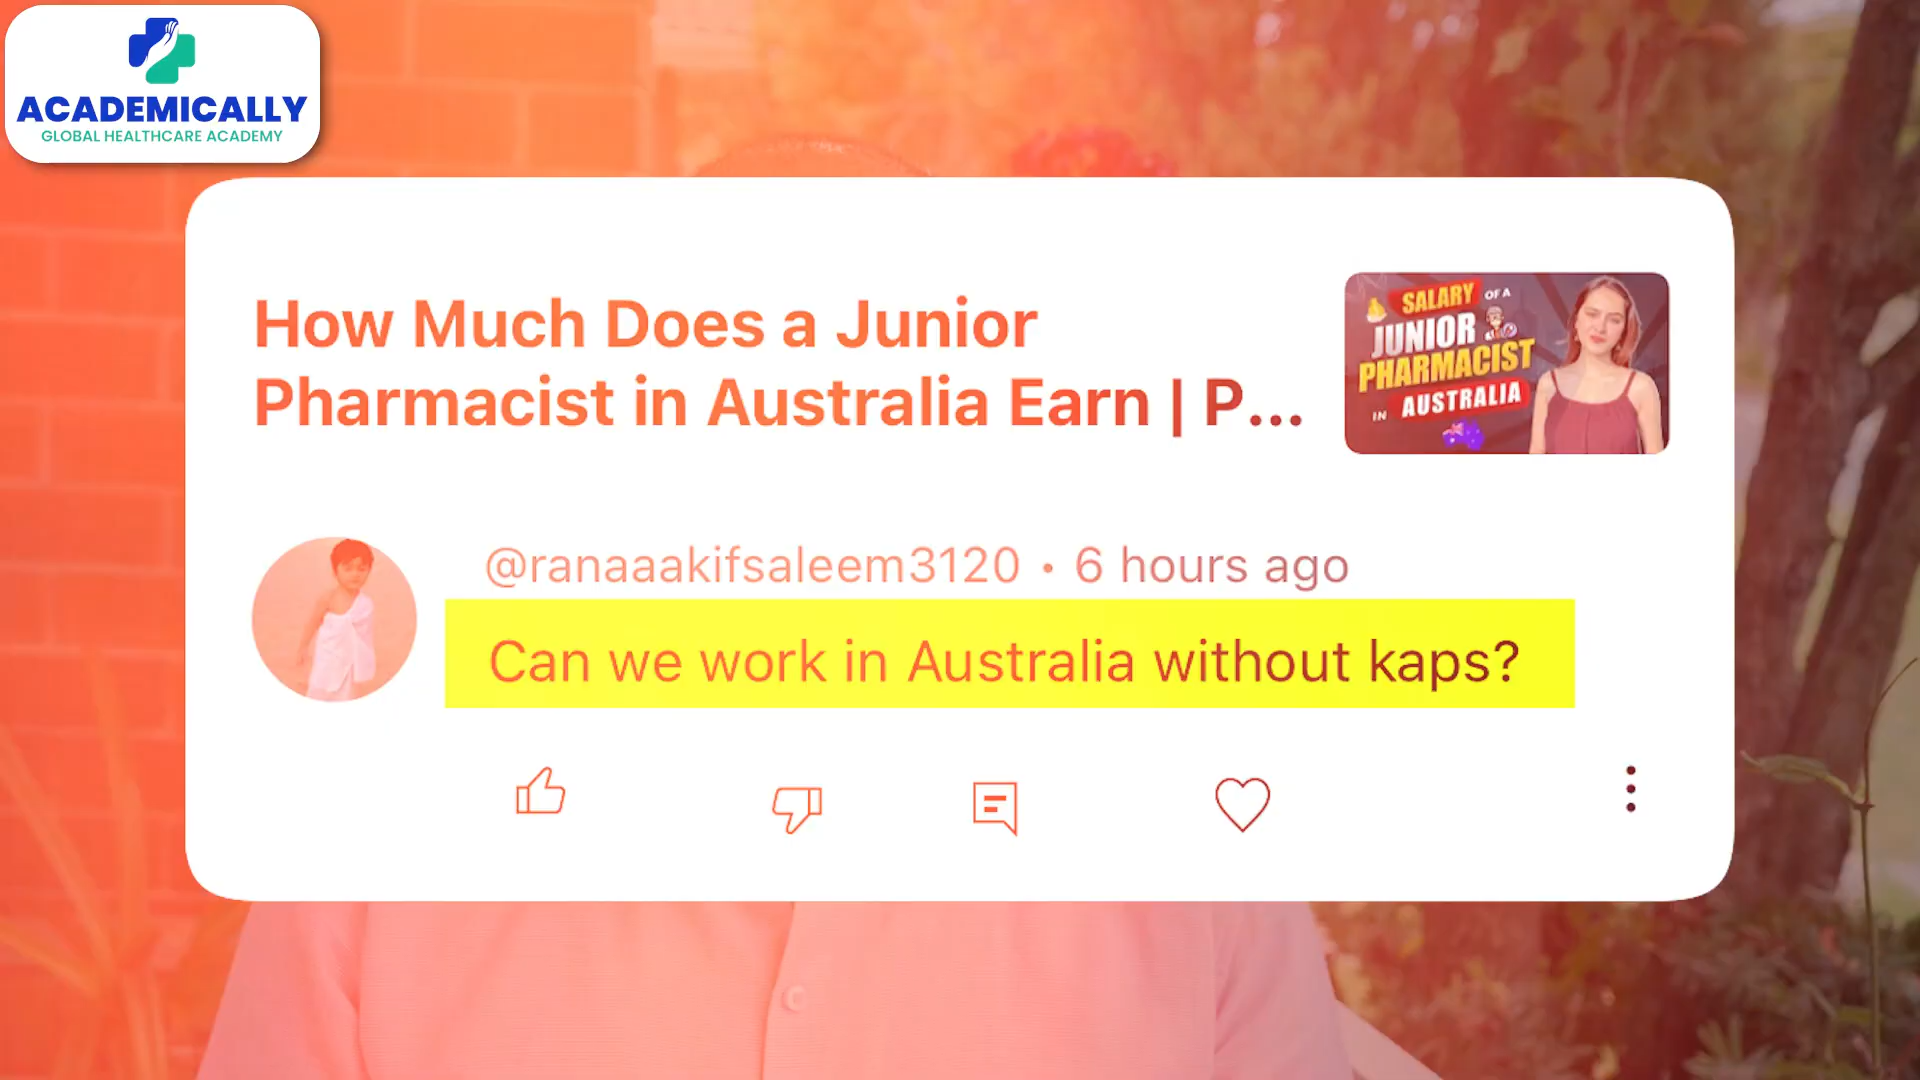 ACADEMICALLY
GLOBAL HEALTHCARE ACADEMY
How Much Does a Junior
Pharmacist in Australia Earn | P...
SALARY OF A
JUNIOR
PHARMACIST
IN AUSTRALIA
@ranaaakifsaleem3120 • 6 hours ago
Can we work in Australia without kaps?